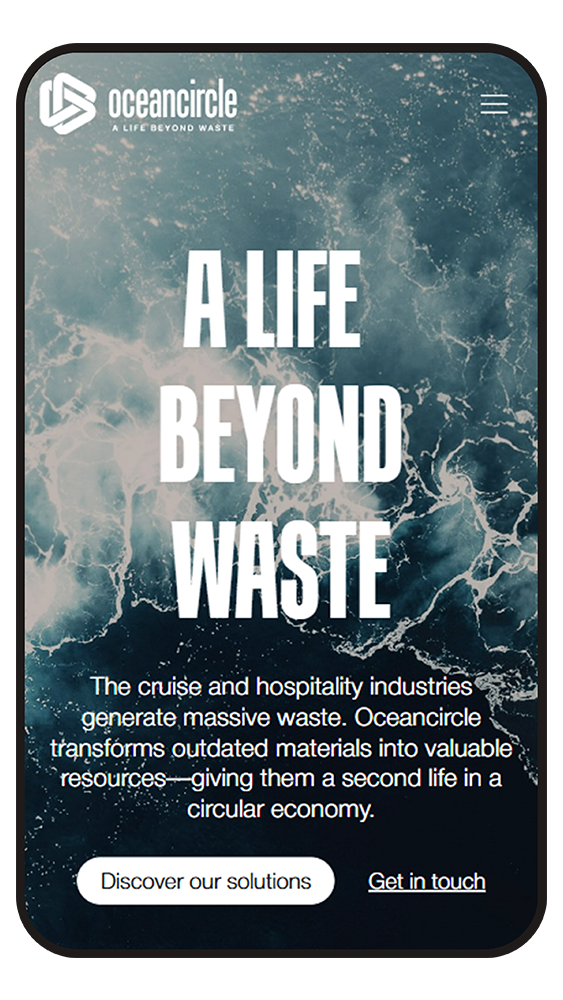 oceancircle
A LIFE BEYOND WASTE
A LIFE
BEYOND
WASTE
The cruise and hospitality industries
generate massive waste. Oceancircle
transforms outdated materials into valuable
resources—giving them a second life in a
circular economy.
Discover our solutions
Get in touch